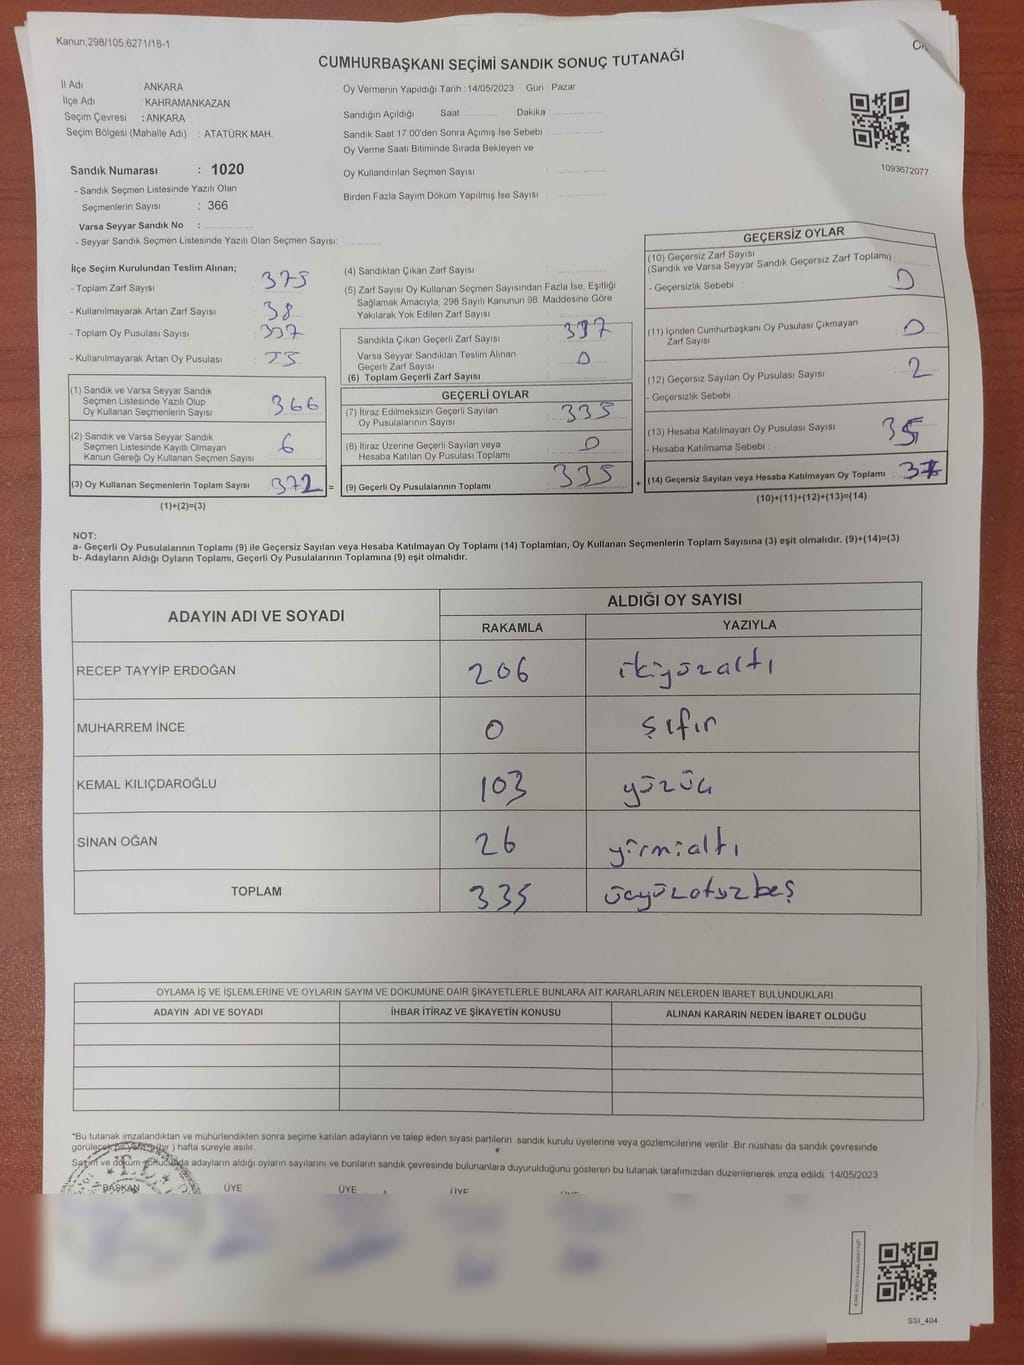 Kanun,298/105,6271/18-1
CUMHURBAŞKANI SEÇİMİ SANDIK SONUÇ TUTANAĞI
İl Adı : ANKARA
İlçe Adı : KAHRAMANKAZAN
Seçim Çevresi : ANKARA
Seçim Bölgesi (Mahalle Adı) : ATATÜRK MAH.
Sandık Numarası : 1020
- Sandık Seçmen Listesinde Yazılı Olan
Seçmenlerin Sayısı : 366
Varsa Seyyar Sandık No :
- Seyyar Sandık Seçmen Listesinde Yazılı Olan Seçmen Sayısı:
Oy Vermenin Yapıldığı Tarih : 14/05/2023 Gün : Pazar
Sandığın Açıldığı Saat Dakika :
Sandık Saat 17.00'den Sonra Açımış İse Sebebi :
Oy Verme Saati Bitiminde Sırada Bekleyen ve
Oy Kullandırılan Seçmen Sayısı :
Birden Fazla Sayım Döküm Yapılmış İse Sayısı :
1093672077
İlçe Seçim Kurulundan Teslim Alınan;
- Toplam Zarf Sayısı : 375
- Kullanılmayarak Artan Zarf Sayısı : 38
- Toplam Oy Pusulası Sayısı : 337
- Kullanılmayarak Artan Oy Pusulası :
(1) Sandık ve Varsa Seyyar Sandık
Seçmen Listesinde Yazılı Olup
Oy Kullanan Seçmenlerin Sayısı : 366
(2) Sandık ve Varsa Seyyar Sandık
Seçmen Listesinde Kayıtlı Olmayan
Kanun Gereği Oy Kullanan Seçmen Sayısı : 6
(3) Oy Kullanan Seçmenlerin Toplam Sayısı : 372 =
(1)+(2)=(3)
(4) Sandıktan Çıkan Zarf Sayısı :
(5) Zarf Sayısı Oy Kullanan Seçmen Sayısından Fazla İse, Eşitliği
Sağlamak Amacıyla, 298 Sayılı Kanunun 98. Maddesine Göre
Yakılarak Yok Edilen Zarf Sayısı :
Sandıkta Çıkan Geçerli Zarf Sayısı : 337
Varsa Seyyar Sandıktan Teslim Alınan
Geçerli Zarf Sayısı : 0
(6) Toplam Geçerli Zarf Sayısı
GEÇERLİ OYLAR
(7) İtiraz Edilmeksizin Geçerli Sayılan
Oy Pusulalarının Sayısı : 335
(8) İtiraz Üzerine Geçerli Sayılan veya
Hesaba Katılan Oy Pusulası Toplamı : 0
(9) Geçerli Oy Pusulalarının Toplamı : 335 +
GEÇERSİZ OYLAR
(10) Geçersiz Zarf Sayısı
(Sandık ve Varsa Seyyar Sandık Geçersiz Zarf Toplamı)
- Geçersizlik Sebebi : 0
(11) İçinden Cumhurbaşkanı Oy Pusulası Çıkmayan
Zarf Sayısı : 0
(12) Geçersiz Sayılan Oy Pusulası Sayısı : 2
- Geçersizlik Sebebi :
(13) Hesaba Katılmayan Oy Pusulası Sayısı : 35
- Hesaba Katılmama Sebebi :
(14) Geçersiz Sayılan veya Hesaba Katılmayan Oy Toplamı :
(10)+(11)+(12)+(13)=(14)
NOT:
a- Geçerli Oy Pusulalarının Toplamı (9) ile Geçersiz Sayılan veya Hesaba Katılmayan Oy Toplamı (14) Toplamları, Oy Kullanan Seçmenlerin Toplam Sayısına (3) eşit olmalıdır. (9)+(14)=(3)
b- Adayların Aldığı Oyların Toplamı, Geçerli Oy Pusulalarının Toplamına (9) eşit olmalıdır.
ADAYIN ADI VE SOYADI ALDIĞI OY SAYISI
RAKAMLA YAZIYLA
RECEP TAYYİP ERDOĞAN 206 ikiyüzaltı
MUHARREM İNCE 0 şıfır
KEMAL KILIÇDAROĞLU 103 yüzüç
SİNAN OĞAN 26 yirmialtı
TOPLAM 335 üçyüzotuzbeş
OYLAMA İŞ VE İŞLEMLERİNE VE OYLARIN SAYIM VE DÖKÜMÜNE DAİR ŞİKAYETLERLE BUNLARA AİT KARARLARIN NELERDEN İBARET BULUNDUKLARI
ADAYIN ADI VE SOYADI İHBAR İTİRAZ VE ŞİKAYETİN KONUSU ALINAN KARARIN NEDEN İBARET OLDUĞU
*Bu tutanak imzalandıktan ve mühürlendikten sonra seçime katılan adayların ve talep eden siyasi partilerin sandık kurulu üyelerine veya gözlemcilerine verilir. Bir nüshası da sandık çevresinde
görülecek bir yere (bir ) hafta süreyle asılır.
Sayım ve döküm sonucunda adayların aldığı oyların sayılarını ve bunların sandık çevresinde bulunanlara duyurulduğunu gösteren bu tutanak tarafımızdan düzenlenerek imza edildi. 14/05/2023
BAŞKAN ÜYE ÜYE ÜYE
SSİ_404